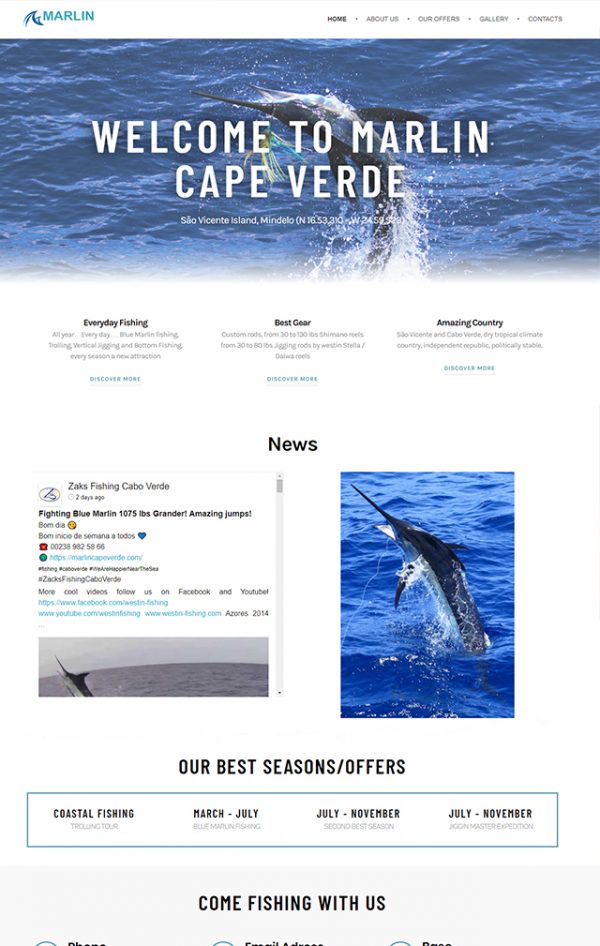 MARLIN
HOME • ABOUT US • OUR OFFERS • GALLERY • CONTACTS
WELCOME TO MARLIN
CAPE VERDE
São Vicente Island, Mindelo (N 16.53.310 - W 24.59.323)
Everyday Fishing
All year... Every day ... Blue Marlin fishing,
Trolling, Vertical Jigging and Bottom Fishing,
every season a new attraction
DISCOVER MORE
Best Gear
Custom rods, from 30 to 130 lbs Shimano reels
from 30 to 80 lbs Jigging rods by westin Stella /
Daiwa reels
DISCOVER MORE
Amazing Country
São Vicente and Cabo Verde, dry tropical climate
country, independent republic, politically stable.
DISCOVER MORE
News
Zaks Fishing Cabo Verde
2 days ago
Fighting Blue Marlin 1075 lbs Grander! Amazing jumps!
Bom dia 😋
Bom inicio de semana a todos 💙
☎️ 00238 982 58 66
🌍 https://marlincapeverde.com/
#fishing #caboverde #WeAreHappierNearTheSea
#ZacksFishingCaboVerde
More cool videos follow us on Facebook and Youtube!
https://www.facebook.com/westin-fishing
www.youtube.com/westinfishing www.westin-fishing.com Azores 2014
...
OUR BEST SEASONS/OFFERS
COASTAL FISHING
TROLLING TOUR
MARCH - JULY
BLUE MARLIN FISHING
JULY - NOVEMBER
SECOND BEST SEASON
JULY - NOVEMBER
JIGGIN MASTER EXPEDITION
COME FISHING WITH US
Phone
Email Adress
Base